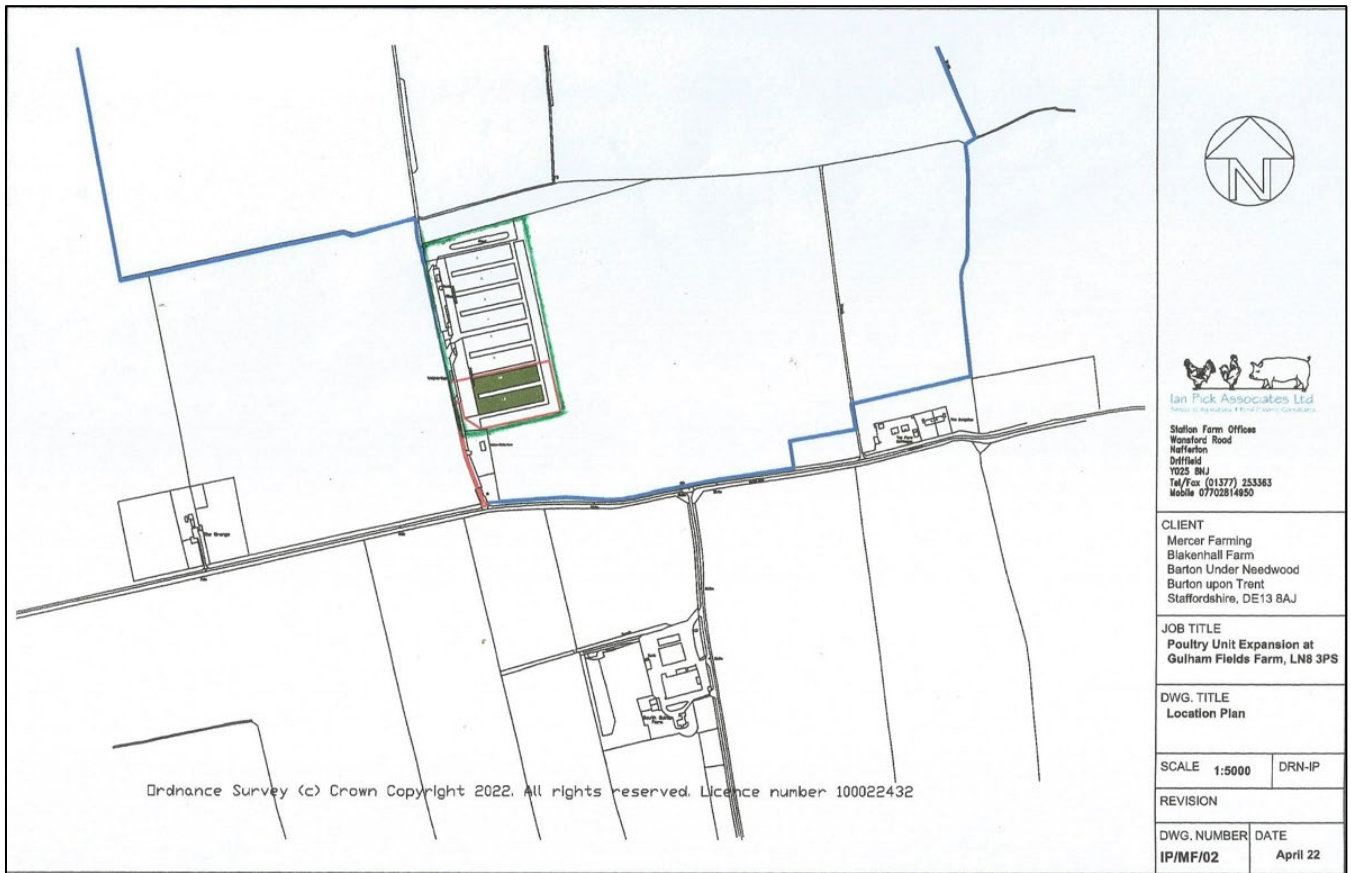 N
Ian Pick Associates Ltd
Station Farm Offices
Wansford Road
Nafferton
Driffield
YO25 8NJ
Tel/Fax (01377) 253363
Mobile 07702814950
CLIENT
Mercer Farming
Blakenhall Farm
Barton Under Needwood
Burton upon Trent
Staffordshire, DE13 8AJ
JOB TITLE
Poultry Unit Expansion at
Gulham Fields Farm, LN8 3PS
DWG. TITLE
Location Plan
SCALE 1:5000 DRN-IP
REVISION
DWG. NUMBER DATE
IP/MF/02 April 22
Ordnance Survey (c) Crown Copyright 2022. All rights reserved. Licence number 100022432